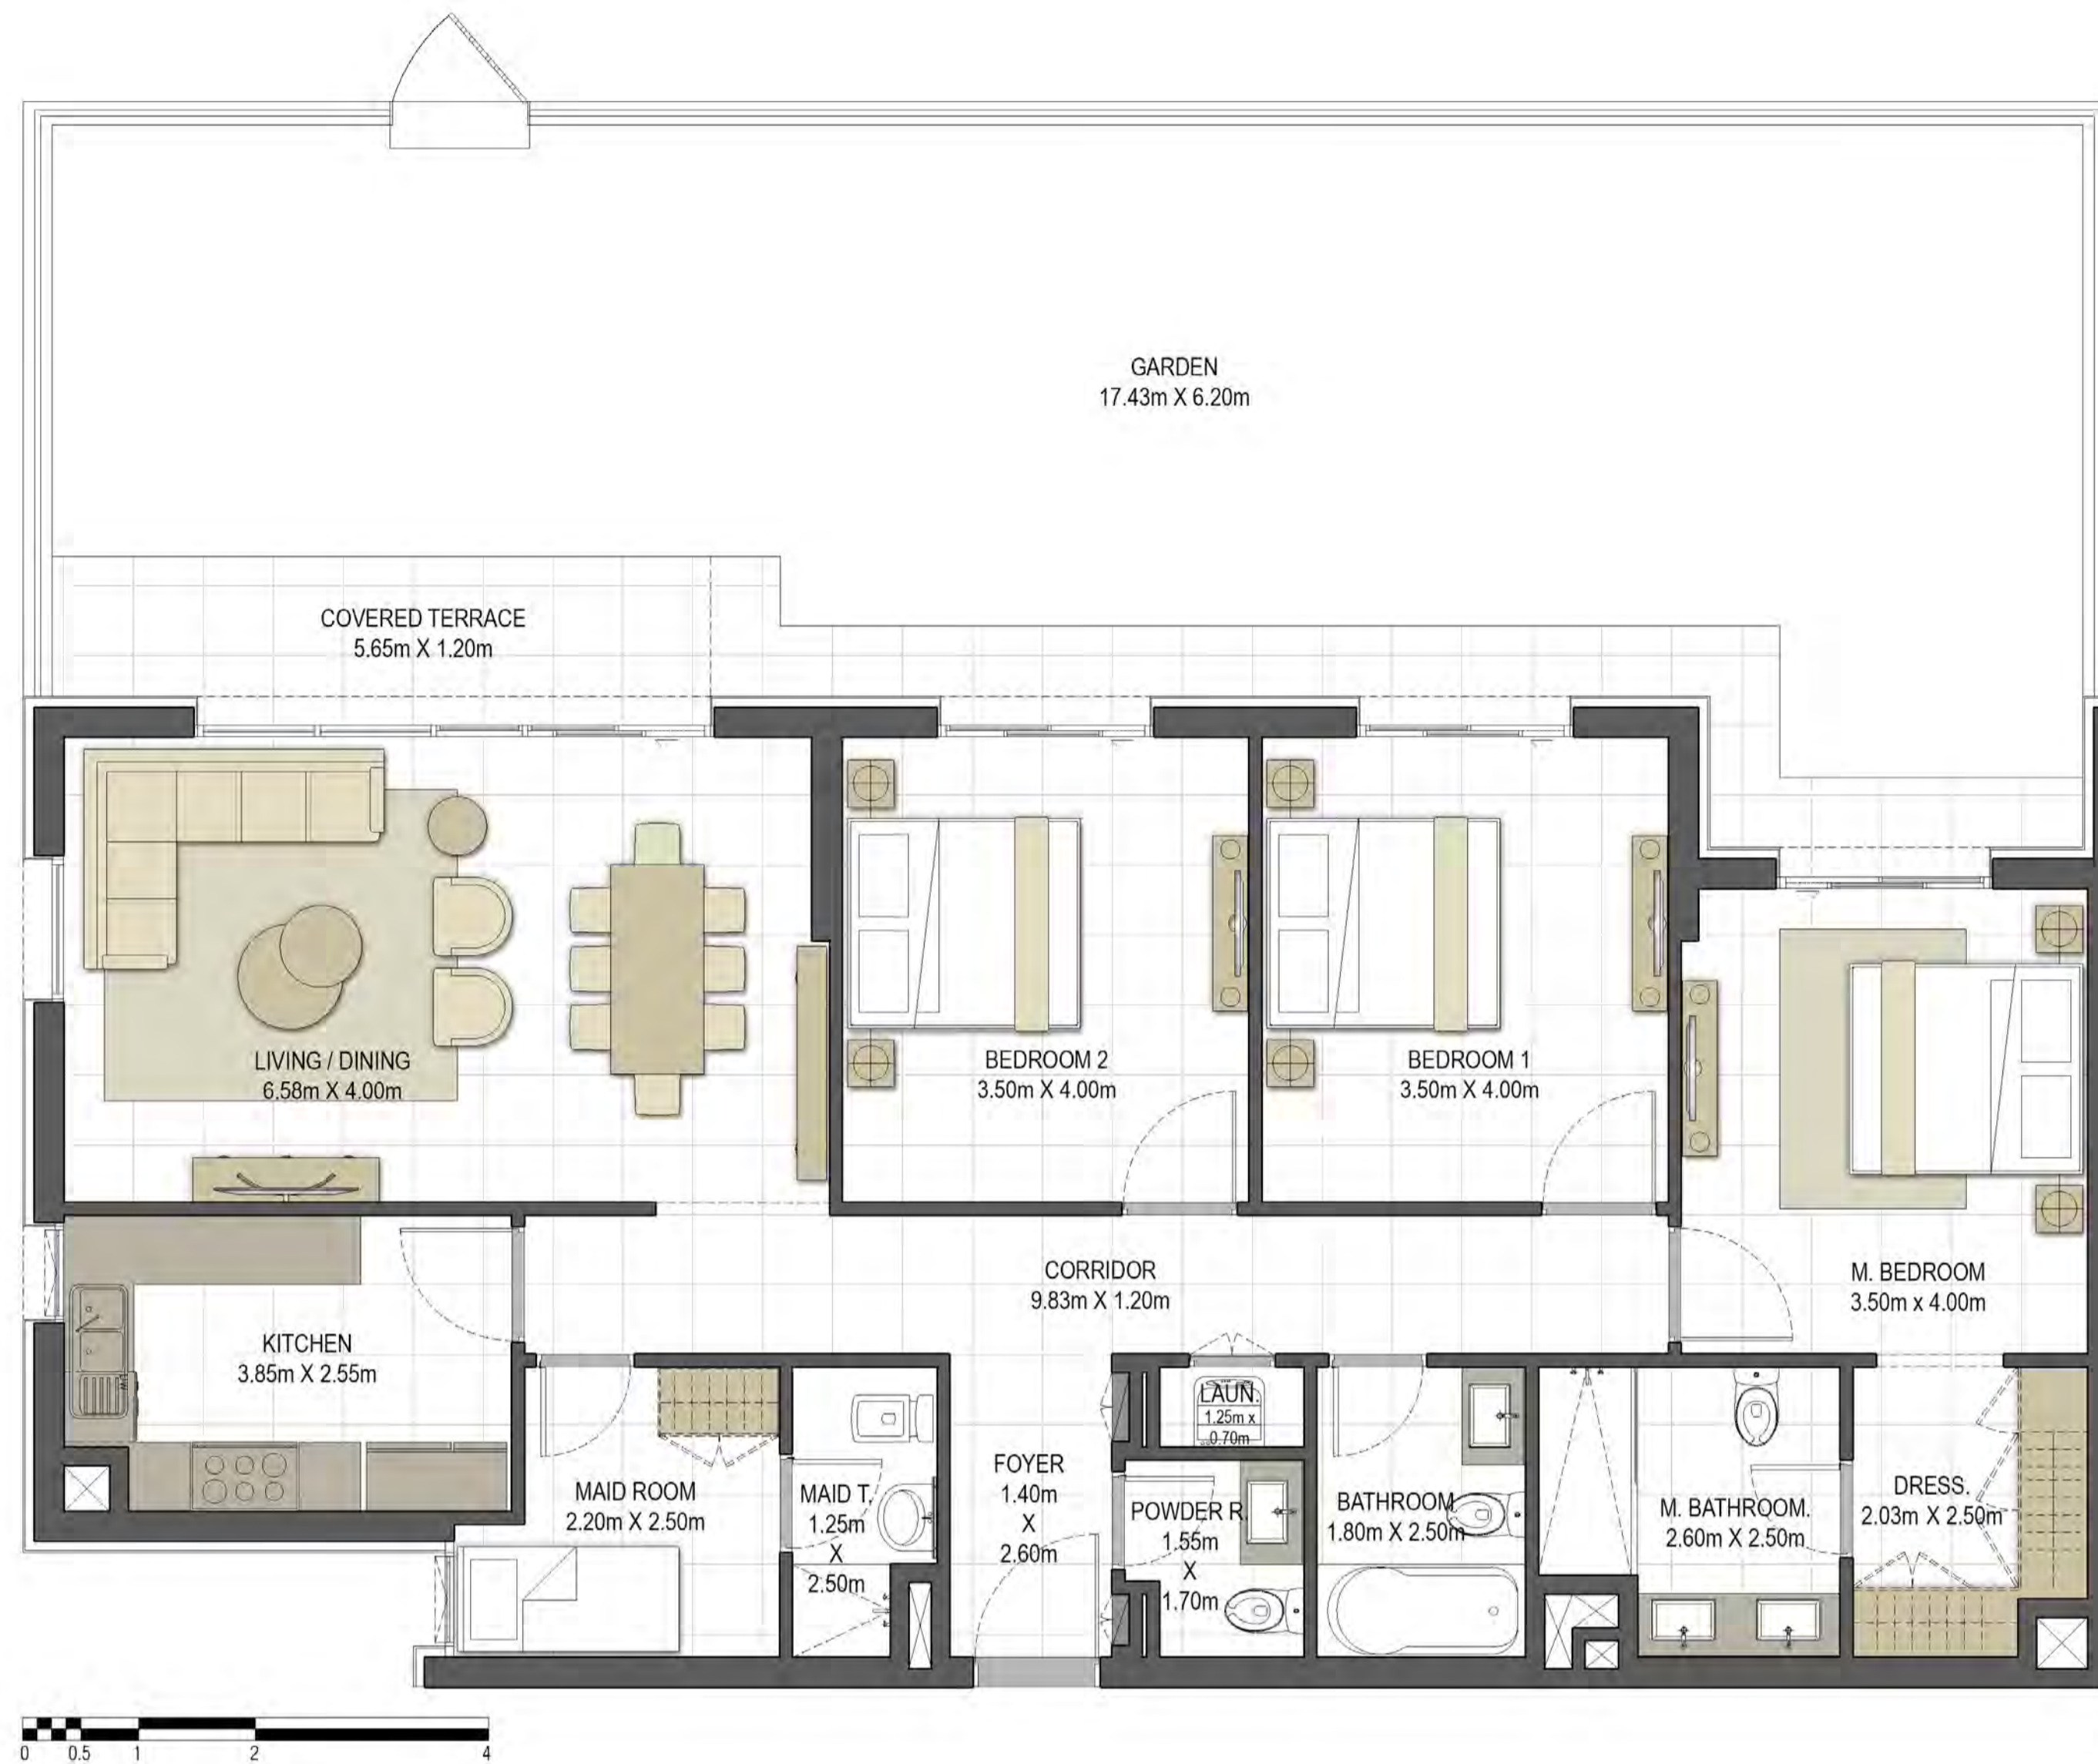 GARDEN
17.43m X 6.20m
COVERED TERRACE
5.65m X 1.20m
LIVING / DINING
6.58m X 4.00m
BEDROOM 2
3.50m X 4.00m
BEDROOM 1
3.50m X 4.00m
M. BEDROOM
3.50m x 4.00m
CORRIDOR
9.83m X 1.20m
KITCHEN
3.85m X 2.55m
MAID ROOM
2.20m X 2.50m
MAID T.
1.25m
X
2.50m
FOYER
1.40m
X
2.60m
LAUN.
1.25m x
0.70m
POWDER R.
1.55m
X
1.70m
BATHROOM
1.80m X 2.50m
M. BATHROOM.
2.60m X 2.50m
DRESS.
2.03m X 2.50m
0 0.5 1 2 4